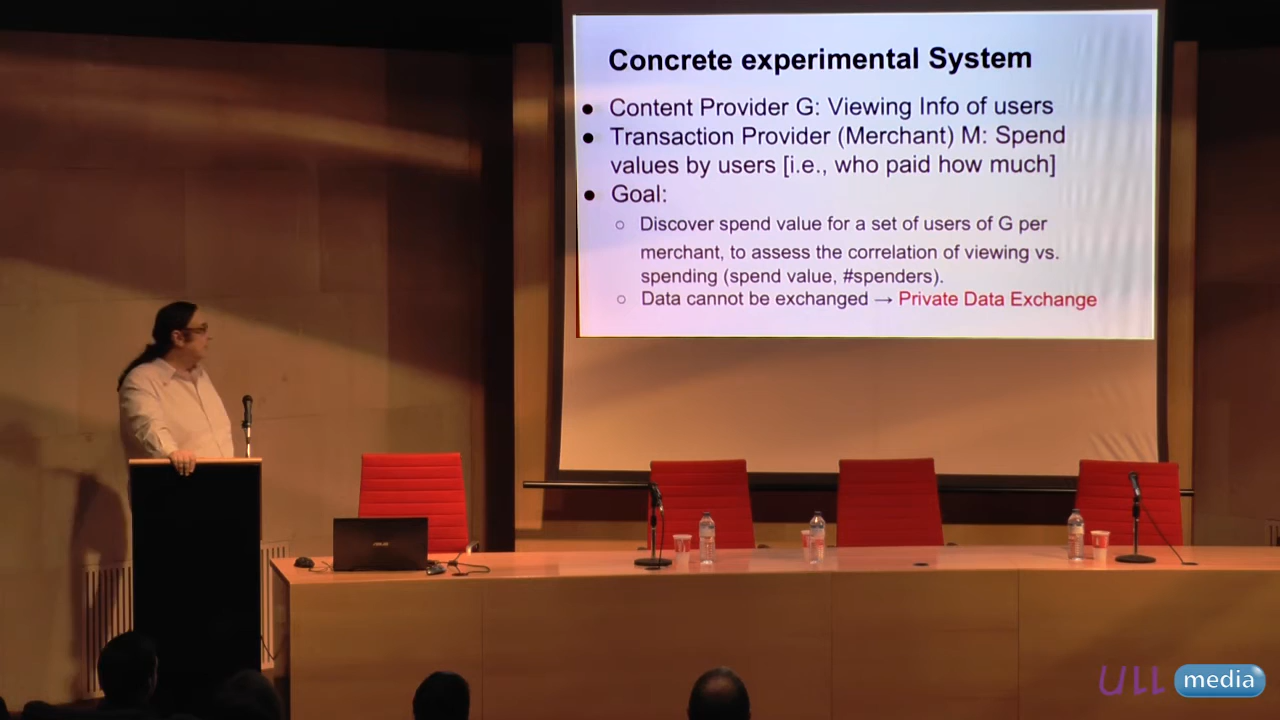 Concrete experimental System
● Content Provider G: Viewing Info of users
● Transaction Provider (Merchant) M: Spend
values by users [i.e., who paid how much]
● Goal:
○ Discover spend value for a set of users of G per
merchant, to assess the correlation of viewing vs.
spending (spend value, #spenders).
○ Data cannot be exchanged → Private Data Exchange
ASUS
ULL media